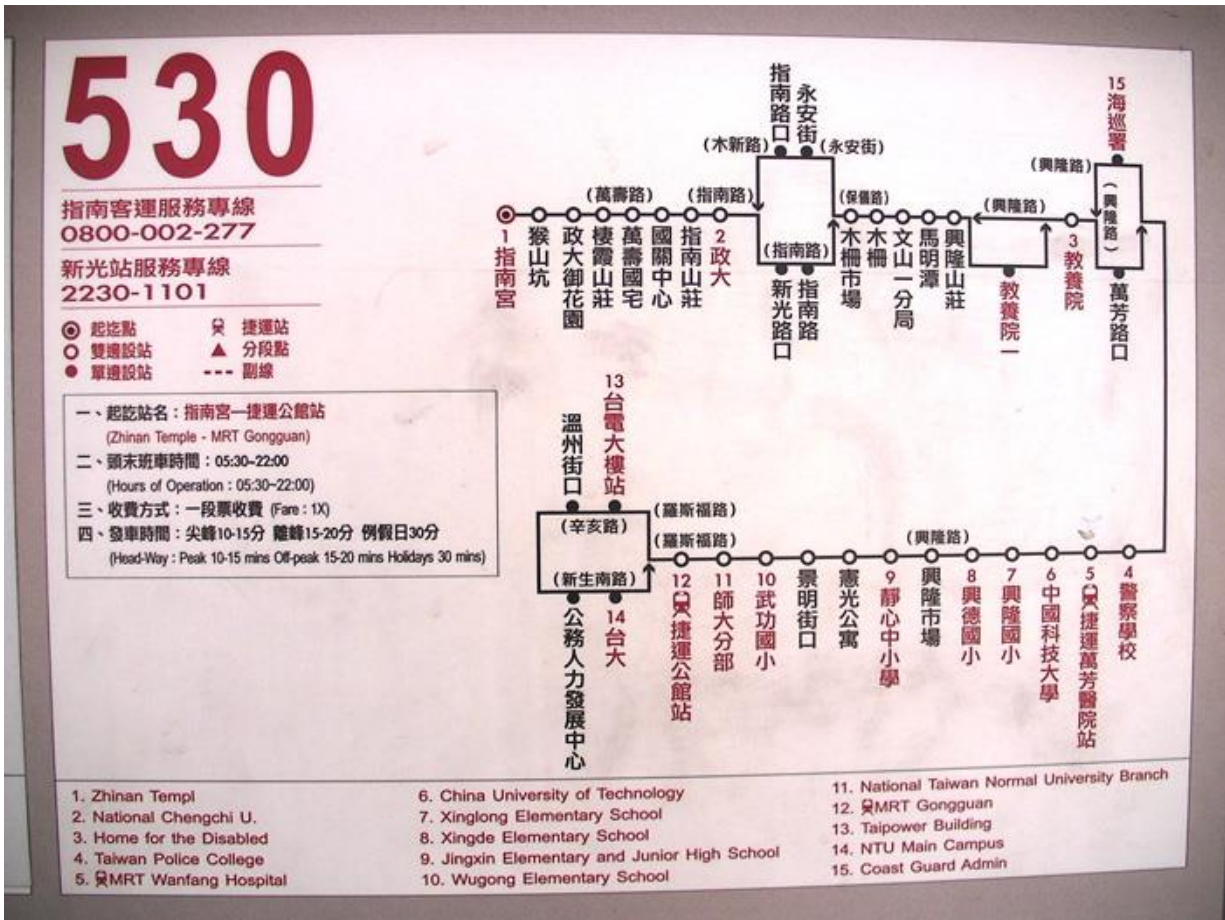 530
指南客運服務專線
0800-002-277
新光站服務專線
2230-1101
起迄點
捷運站
雙邊設站
分段點
單邊設站
副線
一、起訖站名：指南宮—捷運公館站
(Zhinan Temple - MRT Gongguan)
二、頭末班車時間：05:30~22:00
(Hours of Operation : 05:30~22:00)
三、收費方式：一段票收費 (Fare : 1X)
四、發車時間：尖峰10-15分 離峰15-20分 例假日30分
(Head-Way : Peak 10-15 mins Off-peak 15-20 mins Holidays 30 mins)
1 指南宮
猴山坑
政大御花園
棲霞山莊
(萬壽路)
萬壽國宅
國關中心
指南山莊
(指南路)
2 政大
(木新路)
指南路口
永安街
(永安街)
(指南路)
新光路口
指南路
(保儀路)
木柵市場
木柵
文山一分局
馬明潭
興隆山莊
(興隆路)
教養院一
3 教養院
(興隆路)
15 海巡署
(興隆路)
萬芳路口
4 警察學校
5 捷運萬芳醫院站
6 中國科技大學
7 興隆國小
8 興德國小
(興隆路)
興隆市場
9 靜心中小學
憲光公寓
景明街口
10 武功國小
11 師大分部
12 捷運公館站
(羅斯福路)
(羅斯福路)
13 台電大樓站
溫州街口
(辛亥路)
(新生南路)
公務人力發展中心
14 台大
1. Zhinan Templ
2. National Chengchi U.
3. Home for the Disabled
4. Taiwan Police College
5. MRT Wanfang Hospital
6. China University of Technology
7. Xinglong Elementary School
8. Xingde Elementary School
9. Jingxin Elementary and Junior High School
10. Wugong Elementary School
11. National Taiwan Normal University Branch
12. MRT Gongguan
13. Taipower Building
14. NTU Main Campus
15. Coast Guard Admin